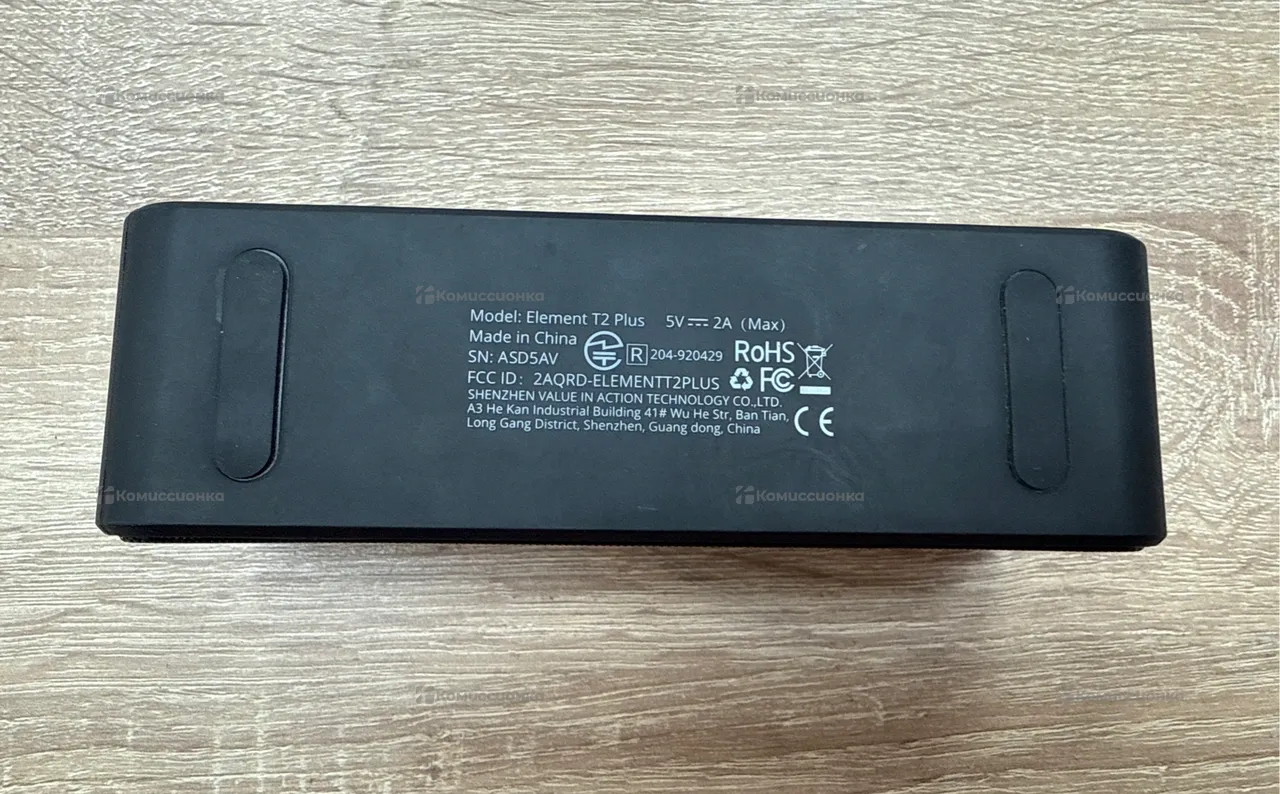 Комиссионка
Комиссионка
Комиссионка
Комиссионка
Model: Element T2 Plus 5V⎓2A (Max)
Made in China
R 204-920429 RoHS
SN: ASD5AV
FCC ID: 2AQRD-ELEMENTT2PLUS FC
SHENZHEN VALUE IN ACTION TECHNOLOGY CO.,LTD.
A3 He Kan Industrial Building 41# Wu He Str, Ban Tian,
Long Gang District, Shenzhen, Guang dong, China CE
Комиссионка
Комиссионка
Комиссионка
Комиссионка